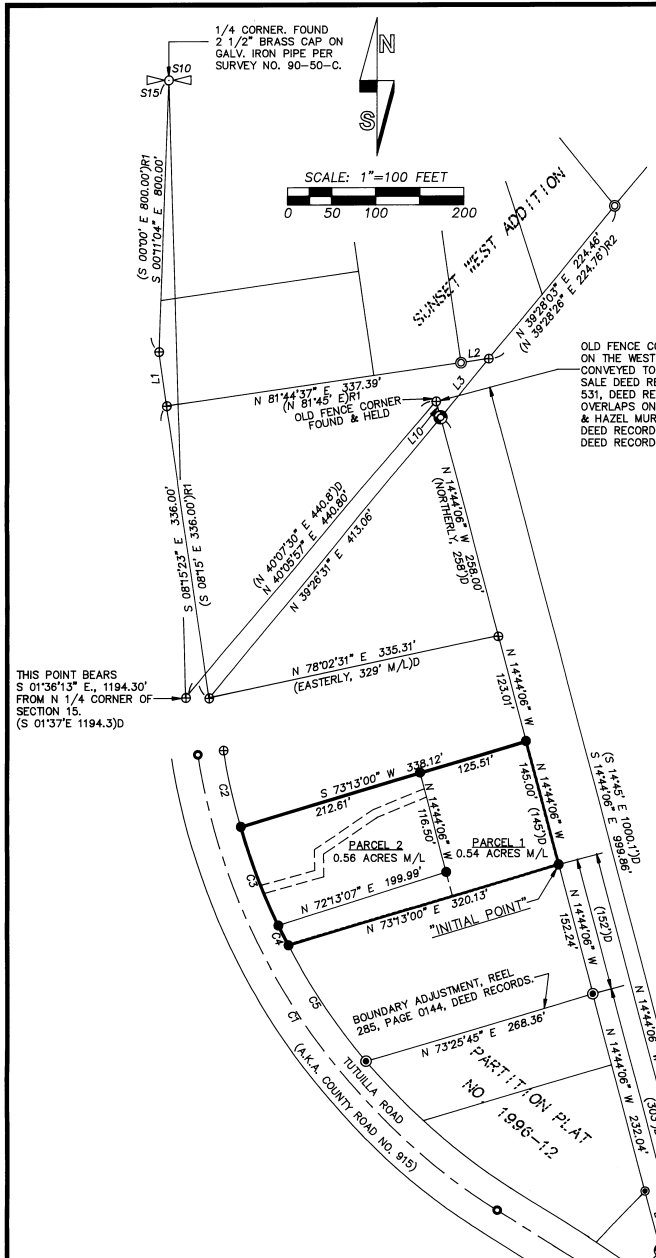 1/4 CORNER. FOUND
2 1/2" BRASS CAP ON
GALV. IRON PIPE PER
SURVEY NO. 90-50-C.
N
S
S10
S15
SCALE: 1"=100 FEET
0 50 100 200
(S 00°00' E 800.00')R1
S 00°11'04" E 800.00'
SUNSET WEST ADDITION
N 39°28'03" E 224.46'
(N 39°28'26" E 224.76')R2
L1
L2
L3
N 81°44'37" E 337.39'
(N 81°45' E)R1
OLD FENCE CORNER
FOUND & HELD
L10
OLD FENCE CO
ON THE WEST
CONVEYED TO
SALE DEED RE
531, DEED RE
OVERLAPS ON
& HAZEL MUR
DEED RECORD
DEED RECORD
S 08°15'23" E 336.00'
(S 08°15' E 336.00')R1
(N 40°07'30" E 440.8')D
N 40°05'57" E 440.80'
N 39°26'31" E 413.06'
N 14°44'06" W 258.00'
(NORTHERLY, 258')D
N 78°02'31" E 335.31'
(EASTERLY, 329' M/L)D
THIS POINT BEARS
S 01°36'13" E., 1194.30'
FROM N 1/4 CORNER OF
SECTION 15.
(S 01°37'E 1194.3)D
N 14°44'06" W
123.01'
(S 14°45' E 1000.1')D
S 14°44'06" E 999.86'
C2
S 73°13'00" W 338.12'
212.61'
125.51'
N 14°44'06" W
116.50'
N 14°44'06" W
145.00' (145')D
PARCEL 2
0.56 ACRES M/L
PARCEL 1
0.54 ACRES M/L
C3
N 72°13'07" E 199.99'
N 73°13'00" E 320.13'
"INITIAL POINT"
C4
(152')D
N 14°44'06" W
152.24'
C5
BOUNDARY ADJUSTMENT, REEL
285, PAGE 0144, DEED RECORDS.
N 73°25'45" E 268.36'
C1
TUTUILLA ROAD
(A.K.A. COUNTY ROAD NO. 915)
PARTITION PLAT
NO. 1996-12
N 14°44'06" W 232.04'
(303')D
N 14°44'06" W